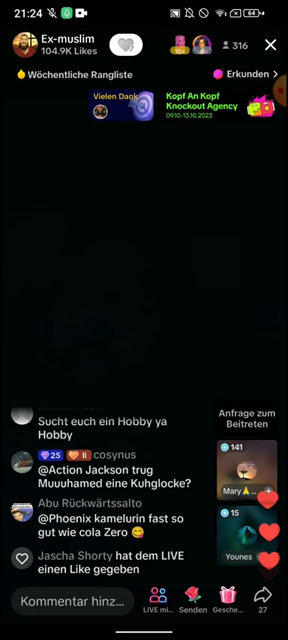 21:24
64
Ex-muslim
104.9K Likes
10+
316
Wöchentliche Rangliste
Erkunden >
Vielen Dank
Kopf An Kopf
Knockout Agency
09.10.-13.10.2023
Sucht euch ein Hobby ya
Hobby
25 II cosynus
@Action Jackson trug
Muuuhamed eine Kuhglocke?
Abu Rückwärtssalto
@Phoenix kamelurin fast so
gut wie cola Zero 😋
Jascha Shorty hat dem LIVE
einen Like gegeben
Anfrage zum
Beitreten
141
Mary🙏...
15
Younes
Kommentar hinz...
LIVE mi...
Senden
Gesche...
27